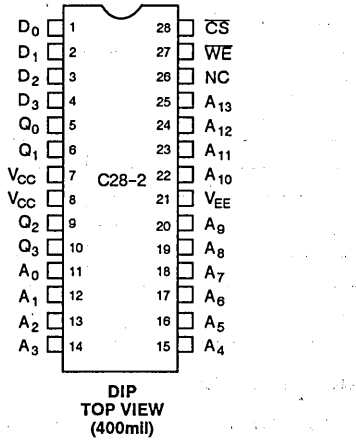 D0 1 28 C̅S̅
D1 2 27 W̅E̅
D2 3 26 NC
D3 4 25 A13
Q0 5 24 A12
Q1 6 23 A11
VCC 7 C28-2 22 A10
VCC 8 21 VEE
Q2 9 20 A9
Q3 10 19 A8
A0 11 18 A7
A1 12 17 A6
A2 13 16 A5
A3 14 15 A4
DIP
TOP VIEW
(400mil)